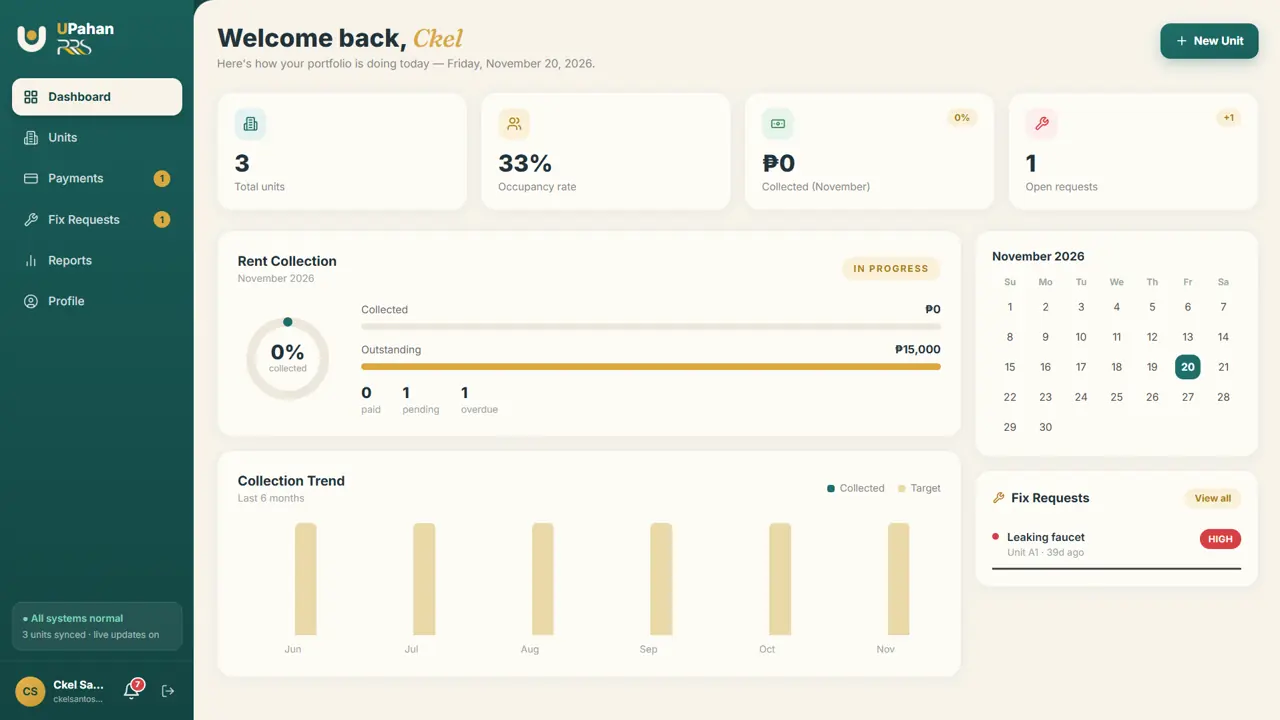 UPahan
RRS
Dashboard
Units
Payments
1
Fix Requests
1
Reports
Profile
● All systems normal
3 units synced · live updates on
CS
Ckel Sa...
ckelsantos...
7
Welcome back, Ckel
Here's how your portfolio is doing today — Friday, November 20, 2026.
+ New Unit
3
Total units
33%
Occupancy rate
0%
₱0
Collected (November)
+1
1
Open requests
Rent Collection
November 2026
IN PROGRESS
0%
collected
Collected ₱0
Outstanding ₱15,000
0 1 1
paid pending overdue
Collection Trend
Last 6 months
Collected Target
Jun Jul Aug Sep Oct Nov
November 2026
Su Mo Tu We Th Fr Sa
1 2 3 4 5 6 7
8 9 10 11 12 13 14
15 16 17 18 19 20 21
22 23 24 25 26 27 28
29 30
Fix Requests
View all
Leaking faucet
Unit A1 · 39d ago
HIGH